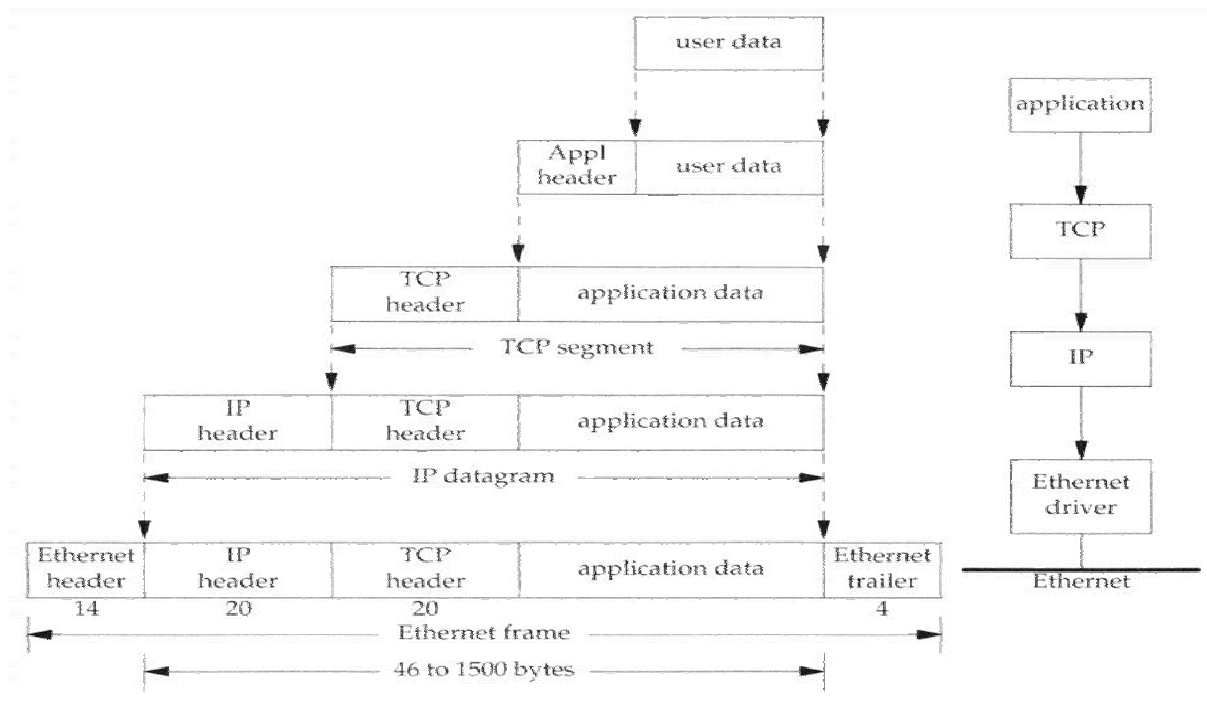 user data
application
Appl
header
user data
TCP
TCP
header
application data
TCP segment
IP
IP
header
TCP
header
application data
IP datagram
Ethernet
driver
Ethernet
header
IP
header
TCP
header
application data
Ethernet
trailer
Ethernet
14
20
20
4
Ethernet frame
46 to 1500 bytes